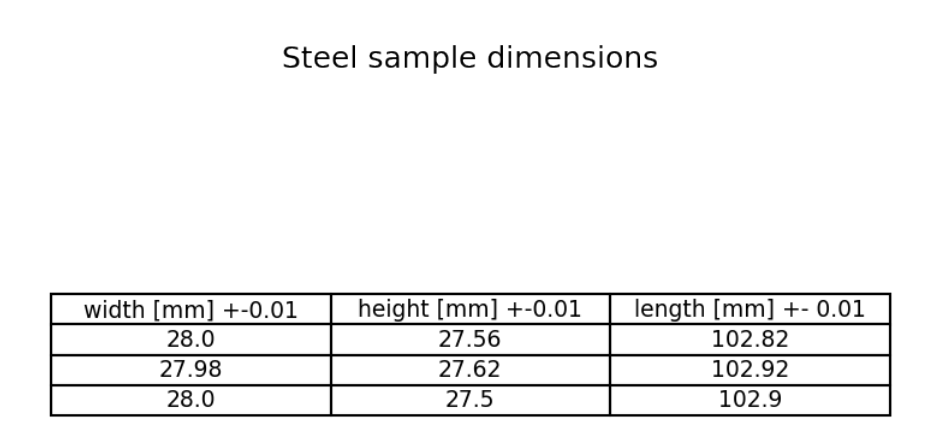 Steel sample dimensions
width [mm] +-0.01 height [mm] +-0.01 length [mm] +- 0.01
28.0 27.56 102.82
27.98 27.62 102.92
28.0 27.5 102.9